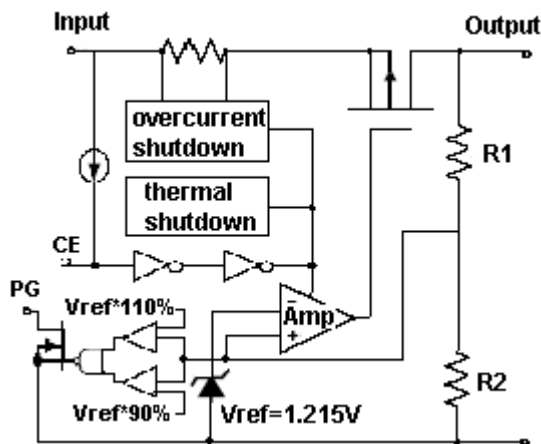 Input
Output
overcurrent
shutdown
R1
thermal
shutdown
CE
PG
Vref*110%
Amp
- +
Vref*90%
Vref=1.215V
R2